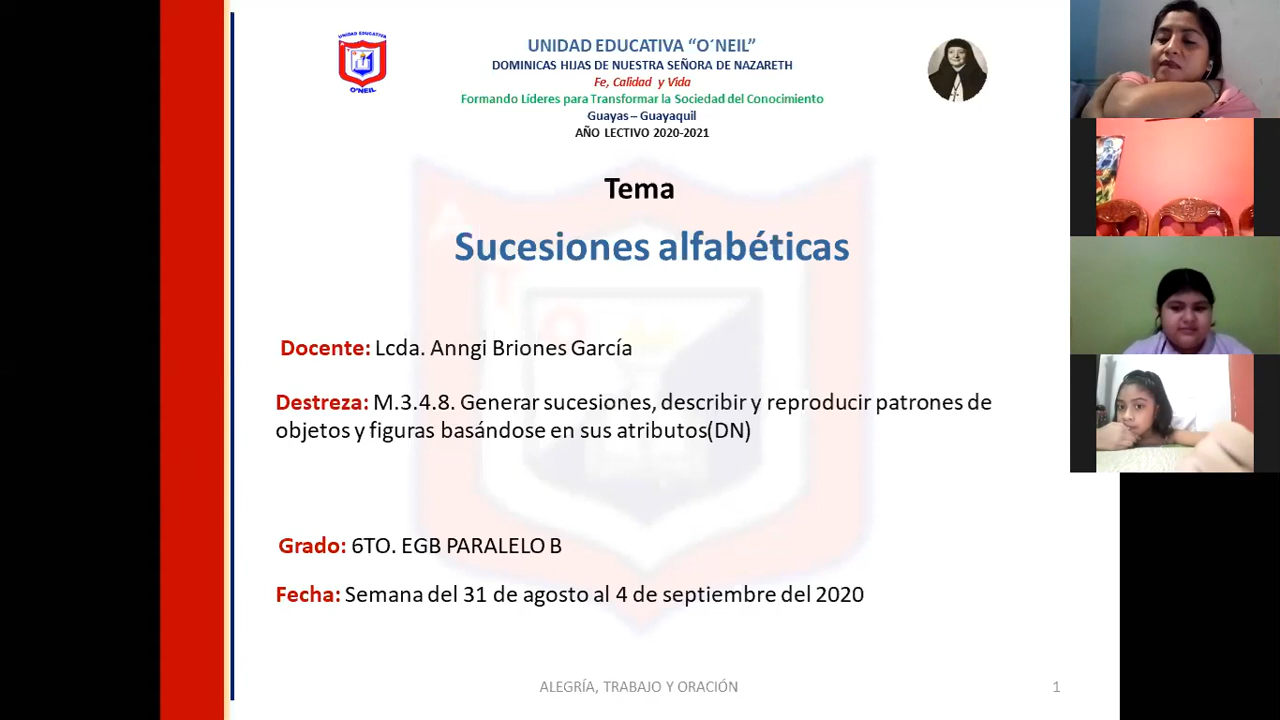 UNIDAD EDUCATIVA
O'NEIL
UNIDAD EDUCATIVA “O´NEIL”
DOMINICAS HIJAS DE NUESTRA SEÑORA DE NAZARETH
Fe, Calidad y Vida
Formando Líderes para Transformar la Sociedad del Conocimiento
Guayas – Guayaquil
AÑO LECTIVO 2020-2021
Tema
Sucesiones alfabéticas
Docente: Lcda. Anngi Briones García
Destreza: M.3.4.8. Generar sucesiones, describir y reproducir patrones de
objetos y figuras basándose en sus atributos(DN)
Grado: 6TO. EGB PARALELO B
Fecha: Semana del 31 de agosto al 4 de septiembre del 2020
ALEGRÍA, TRABAJO Y ORACIÓN
1